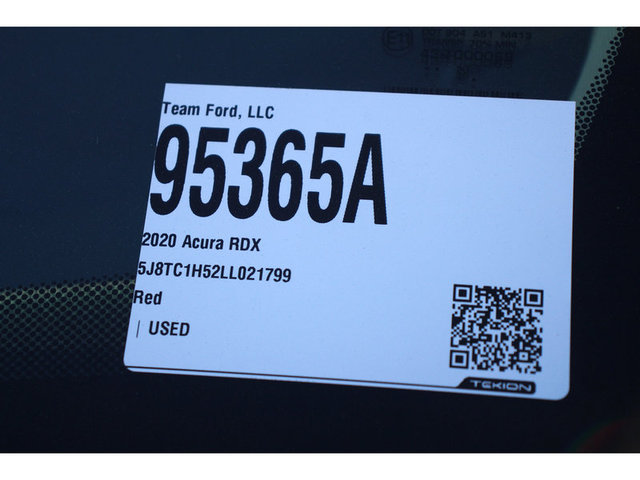 Team Ford, LLC
95365A
2020 Acura RDX
5J8TC1H52LL021799
Red
| USED
TEKION